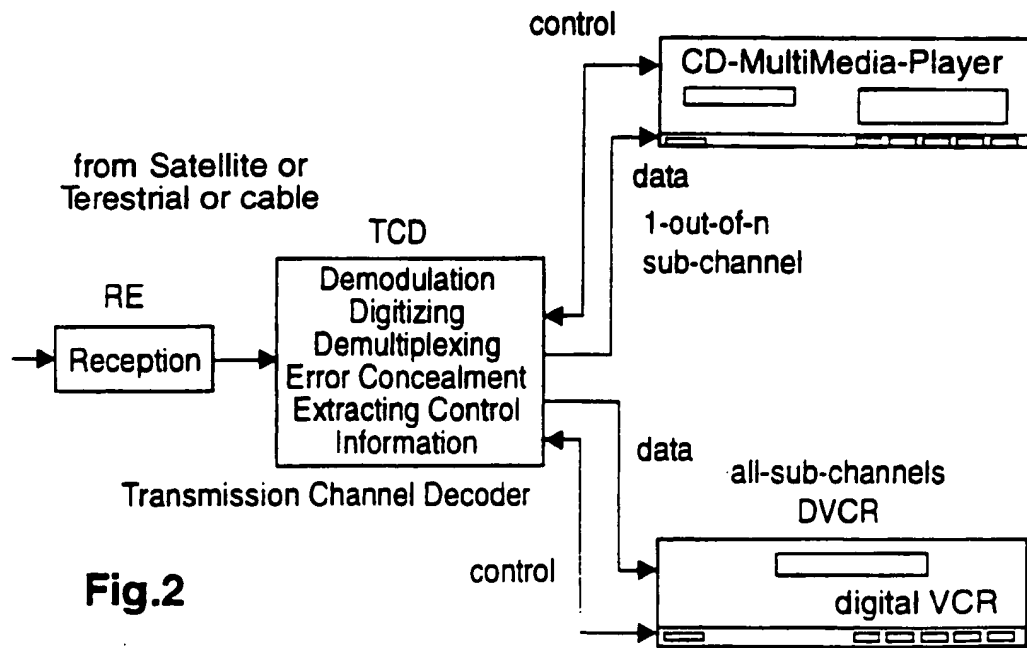 control
CD-MultiMedia-Player
from Satellite or
Terestrial or cable
data
1-out-of-n
sub-channel
TCD
RE
Reception
Demodulation
Digitizing
Demultiplexing
Error Concealment
Extracting Control
Information
Transmission Channel Decoder
data
all-sub-channels
DVCR
control
digital VCR
Fig.2